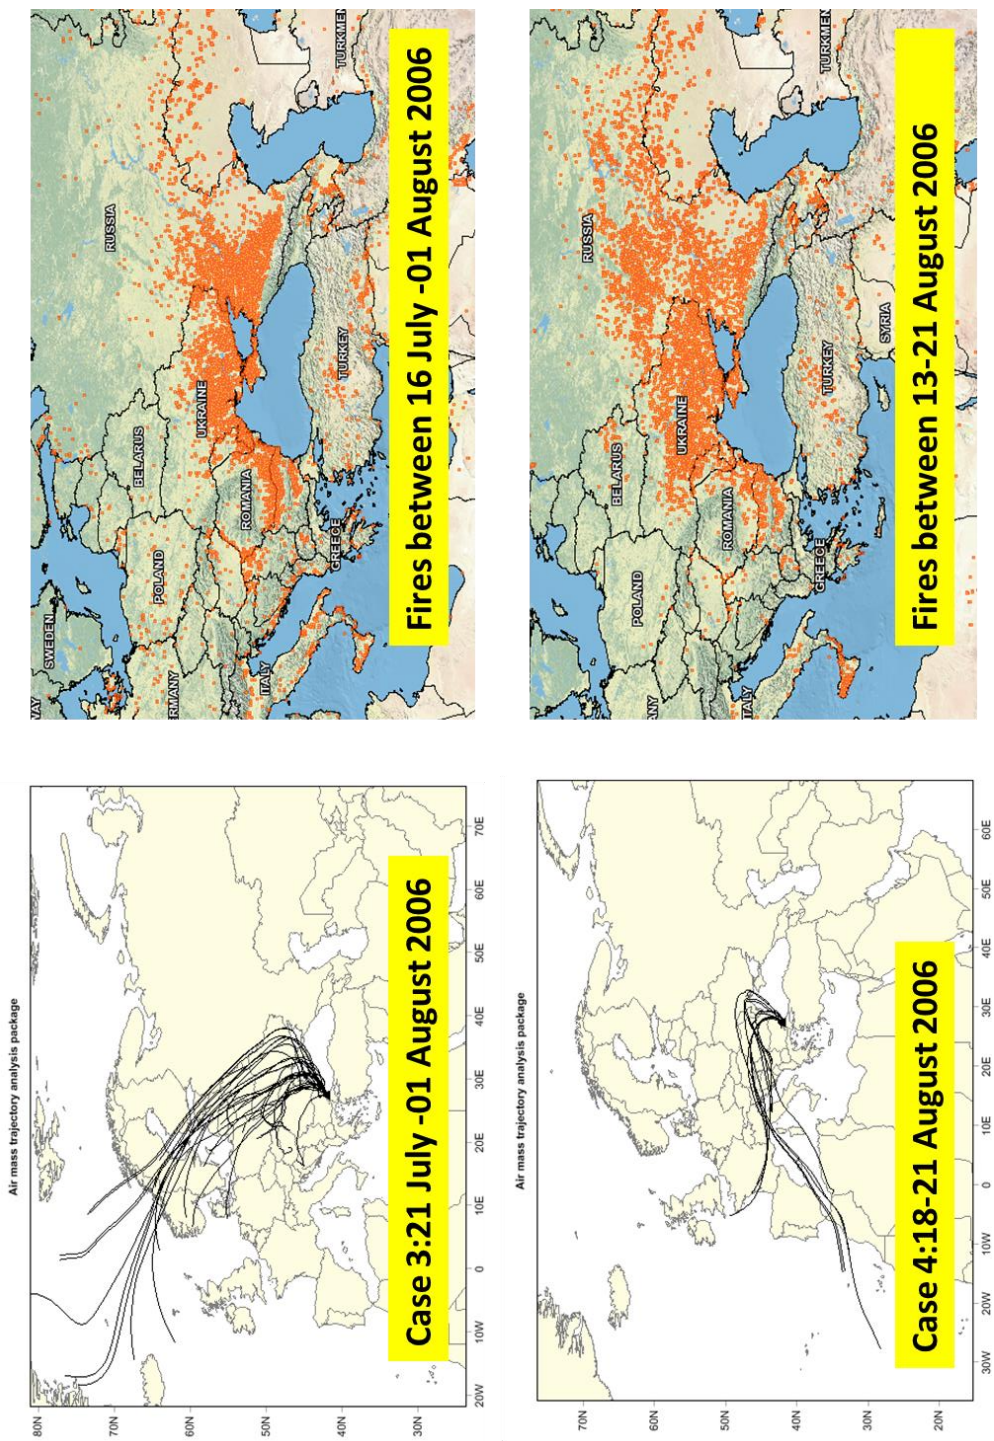 Air mass trajectory analysis package
80N
70N
60N
50N
40N
20W 10W 0 10E 20E 30E 40E 50E 60E 70E
Case 3:21 July -01 August 2006
SWEDEN
RUSSIA
BELARUS
POLAND
RMANY
UKRAINE
ROMANIA
ITALY
GREECE
TURKEY
TURKMEN
Fires between 16 July -01 August 2006
Air mass trajectory analysis package
70N
60N
50N
40N
30N
20N
30W 20W 10W 0 10E 20E 30E 40E 50E 60E
Case 4:18-21 August 2006
RUSSIA
BELARUS
POLAND
ANY
UKRAINE
ROMANIA
TALY
GREECE
TURKEY
TURKMEN
SYRIA
Fires between 13-21 August 2006